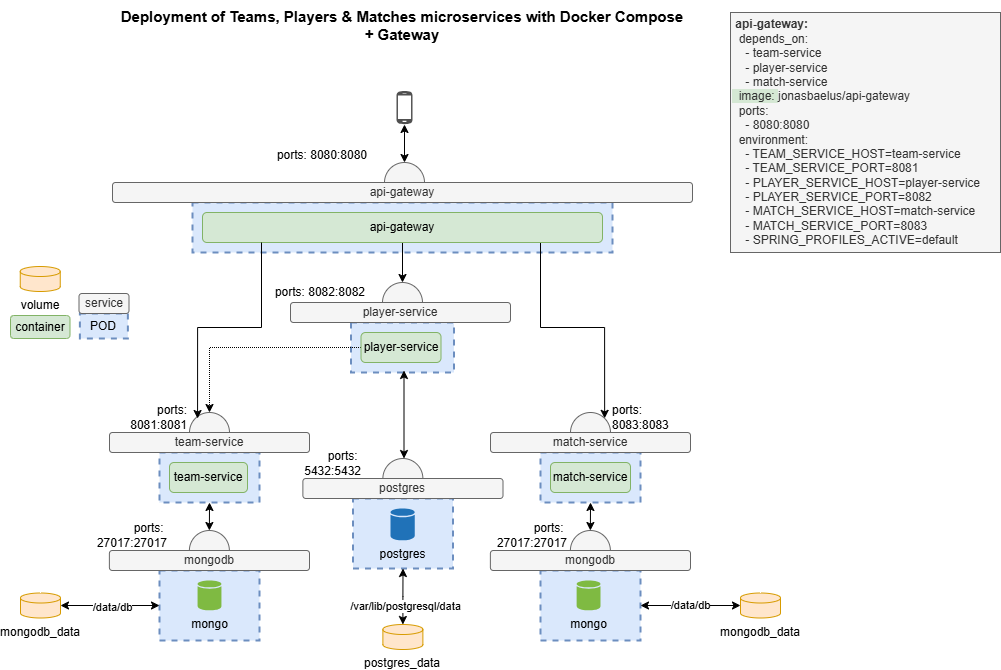 Deployment of Teams, Players & Matches microservices with Docker Compose
+ Gateway
api-gateway:
depends_on:
- team-service
- player-service
- match-service
image: jonasbaelus/api-gateway
ports:
- 8080:8080
environment:
- TEAM_SERVICE_HOST=team-service
- TEAM_SERVICE_PORT=8081
- PLAYER_SERVICE_HOST=player-service
- PLAYER_SERVICE_PORT=8082
- MATCH_SERVICE_HOST=match-service
- MATCH_SERVICE_PORT=8083
- SPRING_PROFILES_ACTIVE=default
ports: 8080:8080
api-gateway
api-gateway
volume
service
container
POD
ports: 8082:8082
player-service
player-service
ports:
8081:8081
team-service
team-service
ports:
5432:5432
postgres
postgres
ports:
8083:8083
match-service
match-service
ports:
27017:27017
mongodb
mongo
/data/db
mongodb_data
/var/lib/postgresql/data
postgres_data
ports:
27017:27017
mongodb
mongo
/data/db
mongodb_data